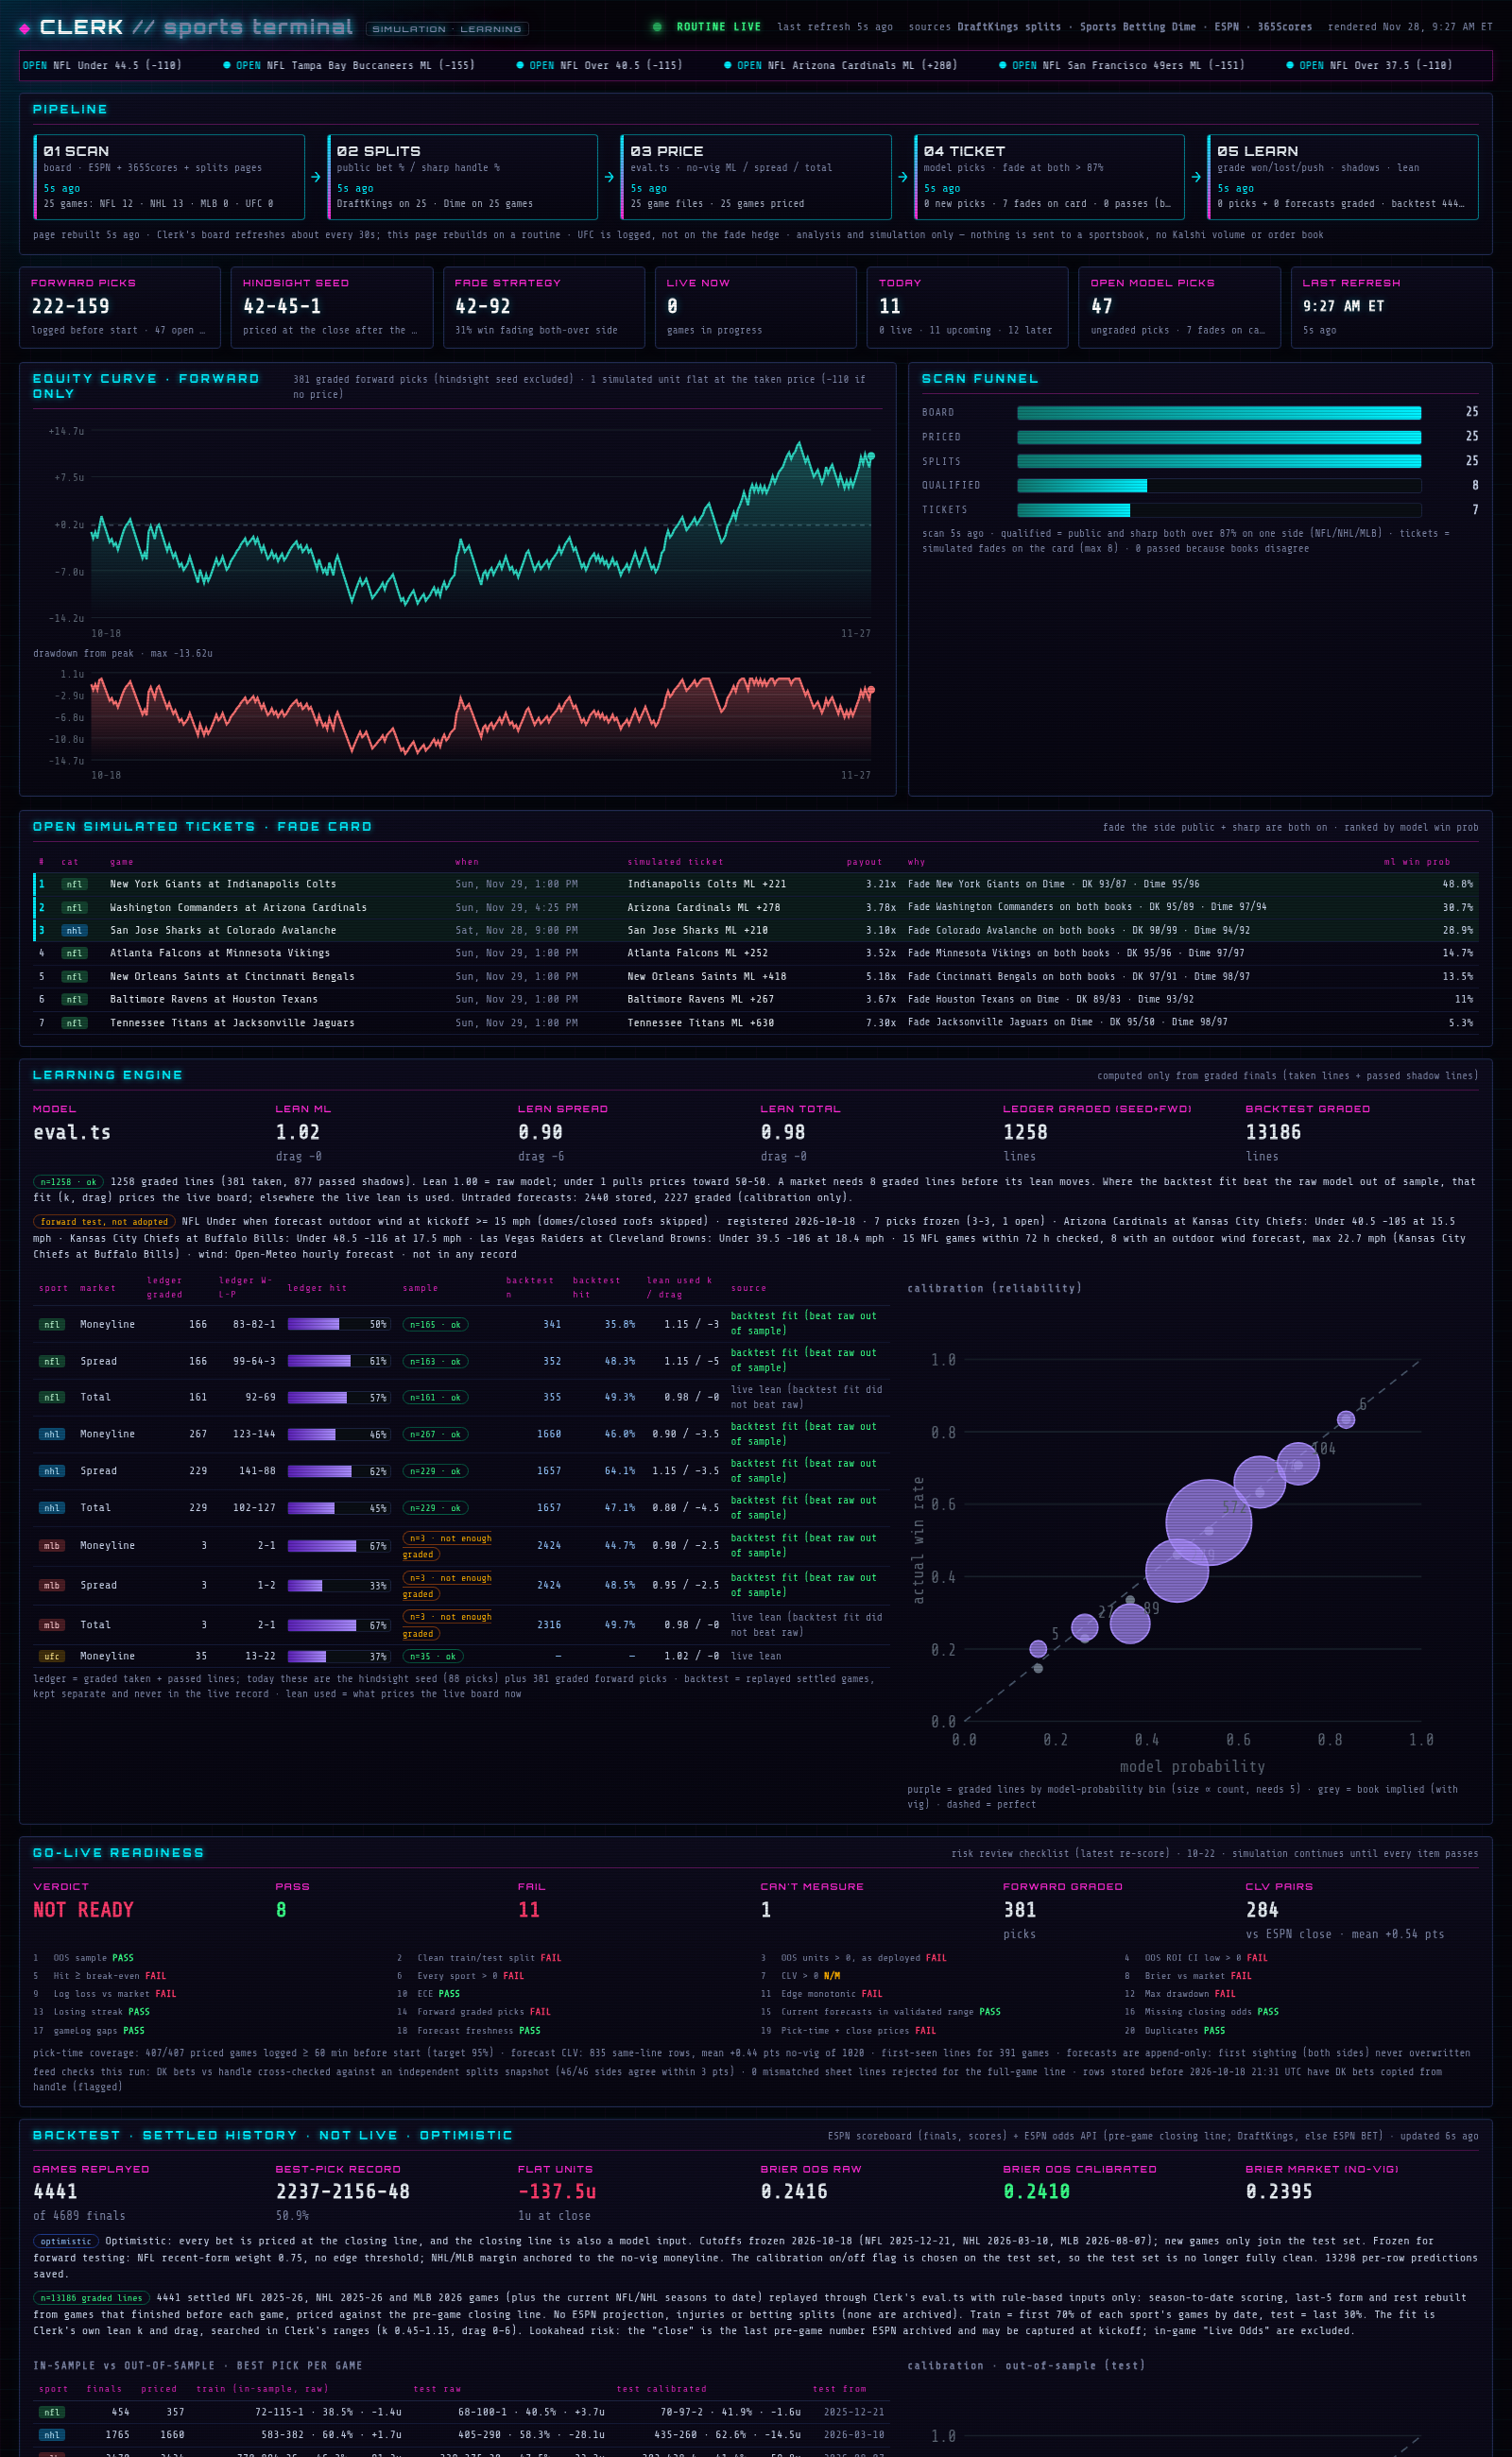 ◆ CLERK // sports terminal SIMULATION · LEARNING
ROUTINE LIVE last refresh 5s ago sources DraftKings splits · Sports Betting Dime · ESPN · 365Scores rendered Nov 28, 9:27 AM ET
OPEN NFL Under 44.5 (-110) ● OPEN NFL Tampa Bay Buccaneers ML (-155) ● OPEN NFL Over 40.5 (-115) ● OPEN NFL Arizona Cardinals ML (+280) ● OPEN NFL San Francisco 49ers ML (-151) ● OPEN NFL Over 37.5 (-110)
PIPELINE
01 SCAN
board · ESPN + 365Scores + splits pages
5s ago
25 games: NFL 12 · NHL 13 · MLB 0 · UFC 0
→
02 SPLITS
public bet % / sharp handle %
5s ago
DraftKings on 25 · Dime on 25 games
→
03 PRICE
eval.ts · no-vig ML / spread / total
5s ago
25 game files · 25 games priced
→
04 TICKET
model picks · fade at both > 87%
5s ago
0 new picks · 7 fades on card · 0 passes (b…
→
05 LEARN
grade won/lost/push · shadows · lean
5s ago
0 picks + 0 forecasts graded · backtest 444…
page rebuilt 5s ago · Clerk's board refreshes about every 30s; this page rebuilds on a routine · UFC is logged, not on the fade hedge · analysis and simulation only — nothing is sent to a sportsbook, no Kalshi volume or order book
FORWARD PICKS
222-159
logged before start · 47 open …
HINDSIGHT SEED
42-45-1
priced at the close after the …
FADE STRATEGY
42-92
31% win fading both-over side
LIVE NOW
0
games in progress
TODAY
11
0 live · 11 upcoming · 12 later
OPEN MODEL PICKS
47
ungraded picks · 7 fades on ca…
LAST REFRESH
9:27 AM ET
5s ago
EQUITY CURVE · FORWARD ONLY
381 graded forward picks (hindsight seed excluded) · 1 simulated unit flat at the taken price (-110 if no price)
+14.7u
+7.5u
+0.2u
-7.0u
-14.2u
10-18 11-27
drawdown from peak · max -13.62u
1.1u
-2.9u
-6.8u
-10.8u
-14.7u
10-18 11-27
SCAN FUNNEL
BOARD 25
PRICED 25
SPLITS 25
QUALIFIED 8
TICKETS 7
scan 5s ago · qualified = public and sharp both over 87% on one side (NFL/NHL/MLB) · tickets = simulated fades on the card (max 8) · 0 passed because books disagree
OPEN SIMULATED TICKETS · FADE CARD
fade the side public + sharp are both on · ranked by model win prob
# cat game when simulated ticket payout why ml win prob
1 nfl New York Giants at Indianapolis Colts Sun, Nov 29, 1:00 PM Indianapolis Colts ML +221 3.21x Fade New York Giants on Dime · DK 93/87 · Dime 95/96 48.8%
2 nfl Washington Commanders at Arizona Cardinals Sun, Nov 29, 4:25 PM Arizona Cardinals ML +278 3.78x Fade Washington Commanders on both books · DK 95/89 · Dime 97/94 30.7%
3 nhl San Jose Sharks at Colorado Avalanche Sat, Nov 28, 9:00 PM San Jose Sharks ML +210 3.10x Fade Colorado Avalanche on both books · DK 90/99 · Dime 94/92 28.9%
4 nfl Atlanta Falcons at Minnesota Vikings Sun, Nov 29, 1:00 PM Atlanta Falcons ML +252 3.52x Fade Minnesota Vikings on both books · DK 95/96 · Dime 97/97 14.7%
5 nfl New Orleans Saints at Cincinnati Bengals Sun, Nov 29, 1:00 PM New Orleans Saints ML +418 5.18x Fade Cincinnati Bengals on both books · DK 97/91 · Dime 98/97 13.5%
6 nfl Baltimore Ravens at Houston Texans Sun, Nov 29, 1:00 PM Baltimore Ravens ML +267 3.67x Fade Houston Texans on Dime · DK 89/83 · Dime 93/92 11%
7 nfl Tennessee Titans at Jacksonville Jaguars Sun, Nov 29, 1:00 PM Tennessee Titans ML +630 7.30x Fade Jacksonville Jaguars on Dime · DK 95/50 · Dime 98/97 5.3%
LEARNING ENGINE
computed only from graded finals (taken lines + passed shadow lines)
MODEL
eval.ts
LEAN ML
1.02
drag -0
LEAN SPREAD
0.90
drag -6
LEAN TOTAL
0.98
drag -0
LEDGER GRADED (SEED+FWD)
1258
lines
BACKTEST GRADED
13186
lines
n=1258 · ok 1258 graded lines (381 taken, 877 passed shadows). Lean 1.00 = raw model; under 1 pulls prices toward 50-50. A market needs 8 graded lines before its lean moves. Where the backtest fit beat the raw model out of sample, that
fit (k, drag) prices the live board; elsewhere the live lean is used. Untraded forecasts: 2440 stored, 2227 graded (calibration only).
forward test, not adopted NFL Under when forecast outdoor wind at kickoff >= 15 mph (domes/closed roofs skipped) · registered 2026-10-18 · 7 picks frozen (3-3, 1 open) · Arizona Cardinals at Kansas City Chiefs: Under 40.5 -105 at 15.5
mph · Kansas City Chiefs at Buffalo Bills: Under 48.5 -116 at 17.5 mph · Las Vegas Raiders at Cleveland Browns: Under 39.5 -106 at 18.4 mph · 15 NFL games within 72 h checked, 8 with an outdoor wind forecast, max 22.7 mph (Kansas City
Chiefs at Buffalo Bills) · wind: Open-Meteo hourly forecast · not in any record
sport market ledger graded ledger W-L-P ledger hit sample backtest n backtest hit lean used k / drag source
nfl Moneyline 166 83-82-1 50% n=165 · ok 341 35.8% 1.15 / -3 backtest fit (beat raw out of sample)
nfl Spread 166 99-64-3 61% n=163 · ok 352 48.3% 1.15 / -5 backtest fit (beat raw out of sample)
nfl Total 161 92-69 57% n=161 · ok 355 49.3% 0.98 / -0 live lean (backtest fit did not beat raw)
nhl Moneyline 267 123-144 46% n=267 · ok 1660 46.0% 0.90 / -3.5 backtest fit (beat raw out of sample)
nhl Spread 229 141-88 62% n=229 · ok 1657 64.1% 1.15 / -3.5 backtest fit (beat raw out of sample)
nhl Total 229 102-127 45% n=229 · ok 1657 47.1% 0.80 / -4.5 backtest fit (beat raw out of sample)
mlb Moneyline 3 2-1 67% n=3 · not enough graded 2424 44.7% 0.90 / -2.5 backtest fit (beat raw out of sample)
mlb Spread 3 1-2 33% n=3 · not enough graded 2424 48.5% 0.95 / -2.5 backtest fit (beat raw out of sample)
mlb Total 3 2-1 67% n=3 · not enough graded 2316 49.7% 0.98 / -0 live lean (backtest fit did not beat raw)
ufc Moneyline 35 13-22 37% n=35 · ok — — 1.02 / -0 live lean
ledger = graded taken + passed lines; today these are the hindsight seed (88 picks) plus 381 graded forward picks · backtest = replayed settled games,
kept separate and never in the live record · lean used = what prices the live board now
calibration (reliability)
1.0
0.8
0.6
0.4
0.2
0.0
0.0 0.2 0.4 0.6 0.8 1.0
actual win rate
model probability
6
104
572
89
27
5
purple = graded lines by model-probability bin (size ∝ count, needs 5) · grey = book implied (with
vig) · dashed = perfect
GO-LIVE READINESS
risk review checklist (latest re-score) · 10-22 · simulation continues until every item passes
VERDICT
NOT READY
PASS
8
FAIL
11
CAN'T MEASURE
1
FORWARD GRADED
381
picks
CLV PAIRS
284
vs ESPN close · mean +0.54 pts
1 OOS sample PASS 2 Clean train/test split FAIL 3 OOS units > 0, as deployed FAIL 4 OOS ROI CI low > 0 FAIL
5 Hit ≥ break-even FAIL 6 Every sport > 0 FAIL 7 CLV > 0 N/M 8 Brier vs market FAIL
9 Log loss vs market FAIL 10 ECE PASS 11 Edge monotonic FAIL 12 Max drawdown FAIL
13 Losing streak PASS 14 Forward graded picks FAIL 15 Current forecasts in validated range PASS 16 Missing closing odds PASS
17 gameLog gaps PASS 18 Forecast freshness PASS 19 Pick-time + close prices FAIL 20 Duplicates PASS
pick-time coverage: 407/407 priced games logged ≥ 60 min before start (target 95%) · forecast CLV: 835 same-line rows, mean +0.44 pts no-vig of 1020 · first-seen lines for 391 games · forecasts are append-only: first sighting (both sides) never overwritten
feed checks this run: DK bets vs handle cross-checked against an independent splits snapshot (46/46 sides agree within 3 pts) · 0 mismatched sheet lines rejected for the full-game line · rows stored before 2026-10-18 21:31 UTC have DK bets copied from
handle (flagged)
BACKTEST · SETTLED HISTORY · NOT LIVE · OPTIMISTIC
ESPN scoreboard (finals, scores) + ESPN odds API (pre-game closing line; DraftKings, else ESPN BET) · updated 6s ago
GAMES REPLAYED
4441
of 4689 finals
BEST-PICK RECORD
2237-2156-48
50.9%
FLAT UNITS
-137.5u
1u at close
BRIER OOS RAW
0.2416
BRIER OOS CALIBRATED
0.2410
BRIER MARKET (NO-VIG)
0.2395
optimistic Optimistic: every bet is priced at the closing line, and the closing line is also a model input. Cutoffs frozen 2026-10-18 (NFL 2025-12-21, NHL 2026-03-10, MLB 2026-08-07); new games only join the test set. Frozen for
forward testing: NFL recent-form weight 0.75, no edge threshold; NHL/MLB margin anchored to the no-vig moneyline. The calibration on/off flag is chosen on the test set, so the test set is no longer fully clean. 13298 per-row predictions
saved.
n=13186 graded lines 4441 settled NFL 2025-26, NHL 2025-26 and MLB 2026 games (plus the current NFL/NHL seasons to date) replayed through Clerk's eval.ts with rule-based inputs only: season-to-date scoring, last-5 form and rest rebuilt
from games that finished before each game, priced against the pre-game closing line. No ESPN projection, injuries or betting splits (none are archived). Train = first 70% of each sport's games by date, test = last 30%. The fit is
Clerk's own lean k and drag, searched in Clerk's ranges (k 0.45–1.15, drag 0–6). Lookahead risk: the "close" is the last pre-game number ESPN archived and may be captured at kickoff; in-game "Live Odds" are excluded.
IN-SAMPLE vs OUT-OF-SAMPLE · BEST PICK PER GAME
sport finals priced train (in-sample, raw) test raw test calibrated test from
nfl 454 357 72-115-1 · 38.5% · -1.4u 68-100-1 · 40.5% · +3.7u 70-97-2 · 41.9% · -1.6u 2025-12-21
nhl 1765 1660 583-382 · 60.4% · +1.7u 405-290 · 58.3% · -28.1u 435-260 · 62.6% · -14.5u 2026-03-10
calibration · out-of-sample (test)
1.0